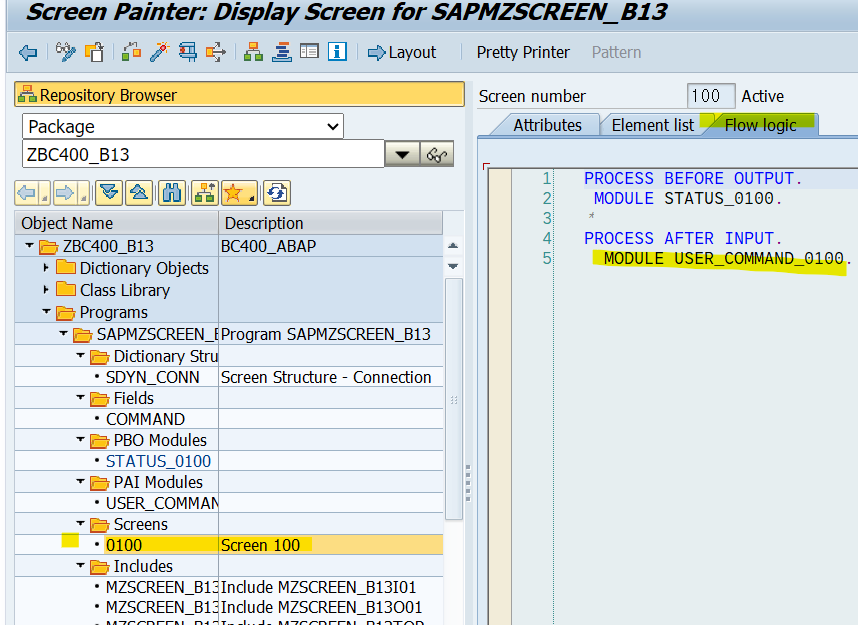 Screen Painter: Display Screen for SAPMZSCREEN_B13
Layout Pretty Printer Pattern
Repository Browser
Package
ZBC400_B13
Object Name Description
ZBC400_B13 BC400_ABAP
Dictionary Objects
Class Library
Programs
SAPMZSCREEN_E Program SAPMZSCREEN_B13
Dictionary Stru
SDYN_CONN Screen Structure - Connection
Fields
COMMAND
PBO Modules
STATUS_0100
PAI Modules
USER_COMMAN
Screens
0100 Screen 100
Includes
MZSCREEN_B13 Include MZSCREEN_B13I01
MZSCREEN_B13 Include MZSCREEN_B13O01
MZSCREEN_B13 Include MZSCREEN_B13TOP
Screen number 100 Active
Attributes Element list Flow logic
1 PROCESS BEFORE OUTPUT.
2 MODULE STATUS_0100.
3 *
4 PROCESS AFTER INPUT.
5 MODULE USER_COMMAND_0100.